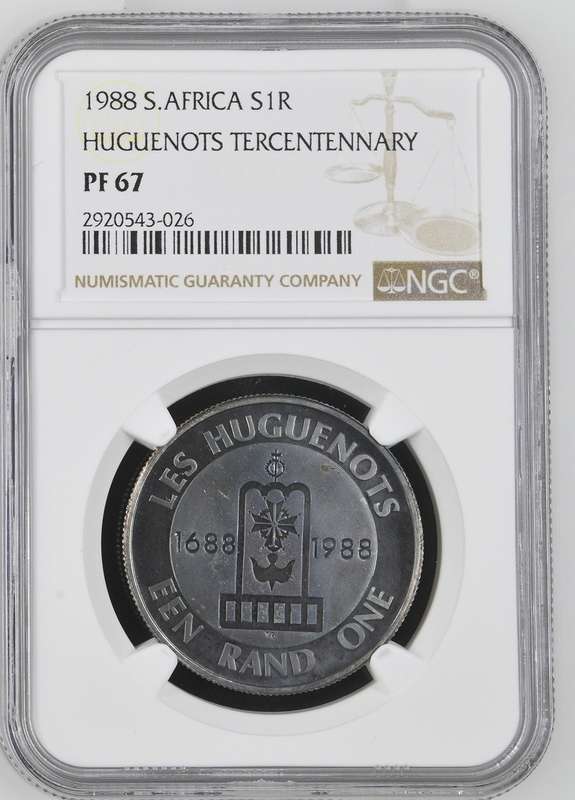 1988 S.AFRICA S1R
HUGUENOTS TERCENTENNARY
PF 67
2920543-026
NUMISMATIC GUARANTY COMPANY
NGC®
LES HUGUENOTS
1688 1988
EEN RAND ONE